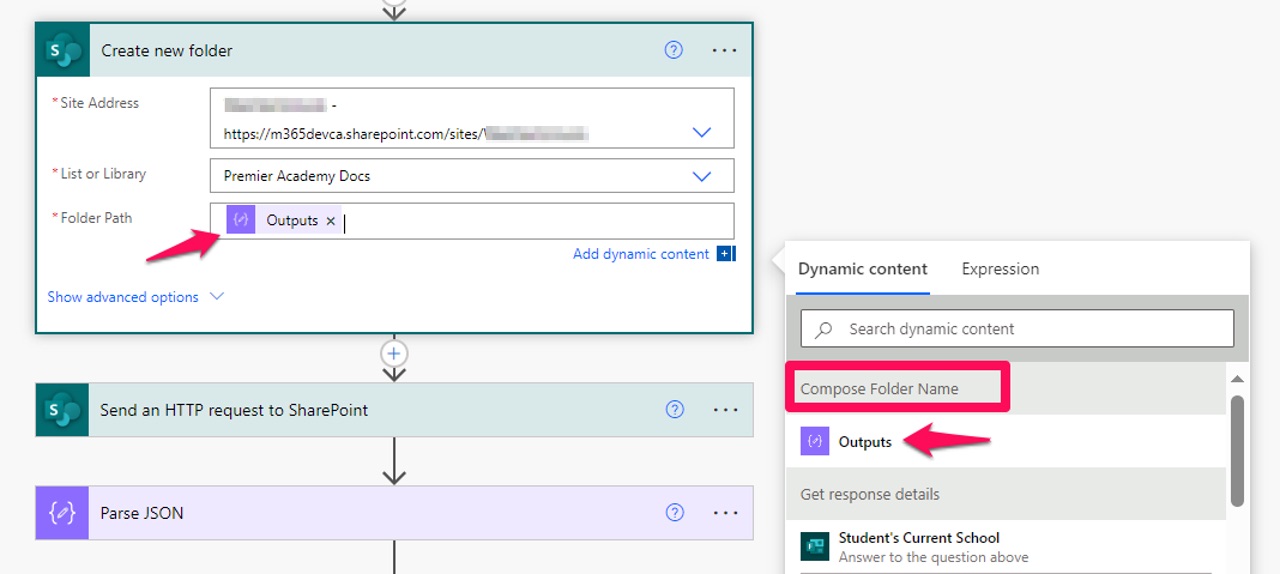 Create new folder
* Site Address
-
https://m365devca.sharepoint.com/sites/
* List or Library
Premier Academy Docs
* Folder Path
Outputs ×
Add dynamic content
Show advanced options
Send an HTTP request to SharePoint
Parse JSON
Dynamic content
Expression
Search dynamic content
Compose Folder Name
Outputs
Get response details
Student's Current School
Answer to the question above